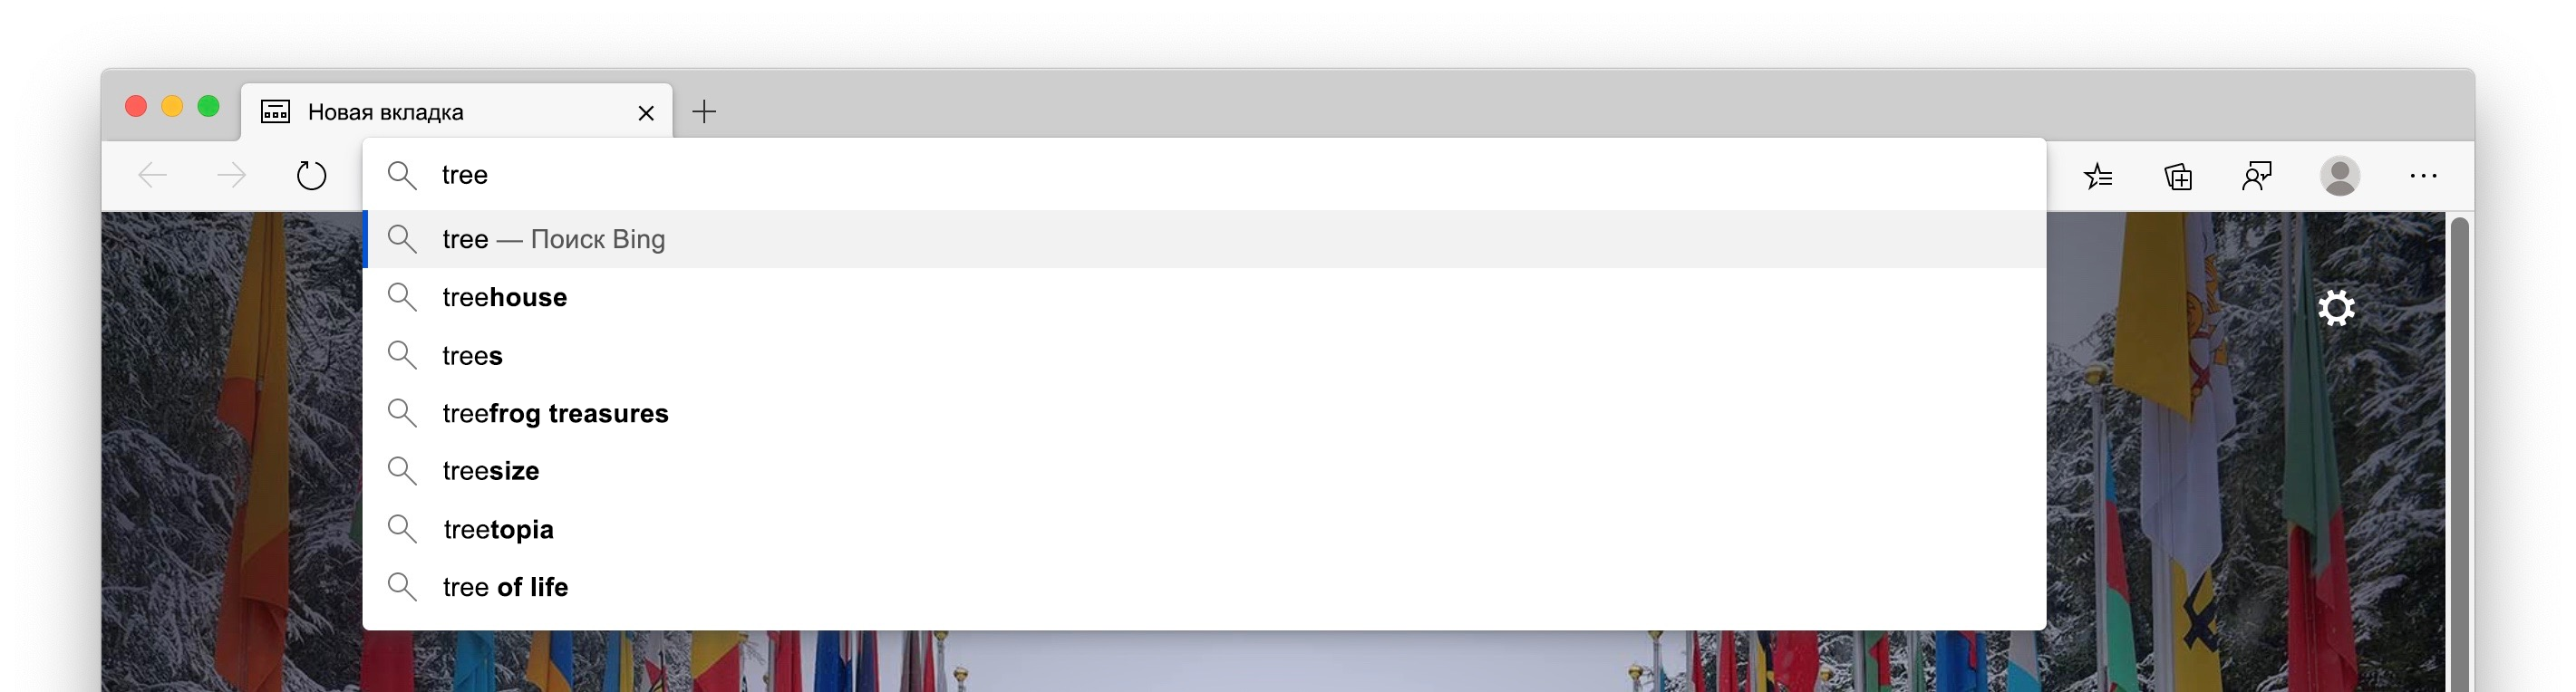 Новая вкладка
tree
tree — Поиск Bing
treehouse
trees
treefrog treasures
treesize
treetopia
tree of life